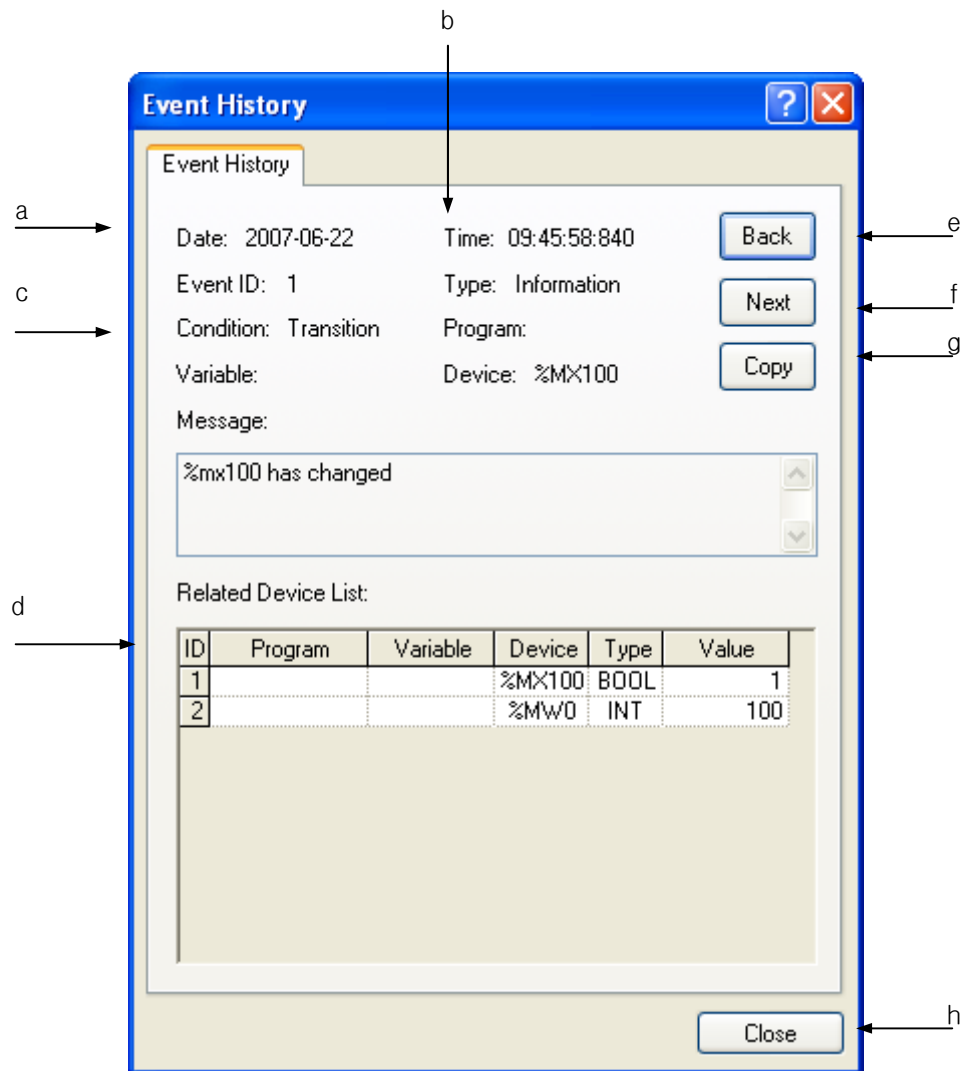 b
Event History
Event History
a
Date: 2007-06-22 Time: 09:45:58:840 Back
e
Event ID: 1 Type: Information
c
Next
f
Condition: Transition Program:
g
Variable: Device: %MX100 Copy
Message:
%mx100 has changed
Related Device List:
d
ID Program Variable Device Type Value
1 %MX100 BOOL 1
2 %MW0 INT 100
Close
h